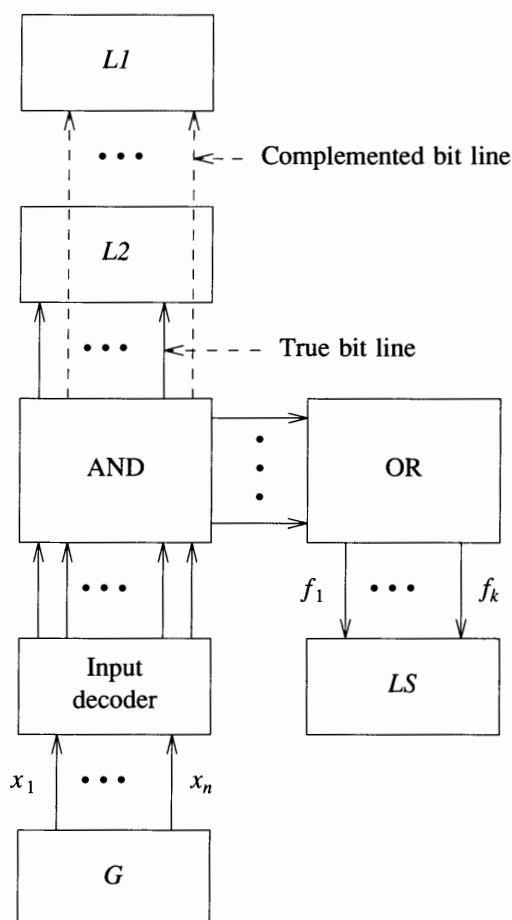 L1
Complemented bit line
L2
True bit line
AND
OR
f1
fk
Input
decoder
LS
x1
xn
G